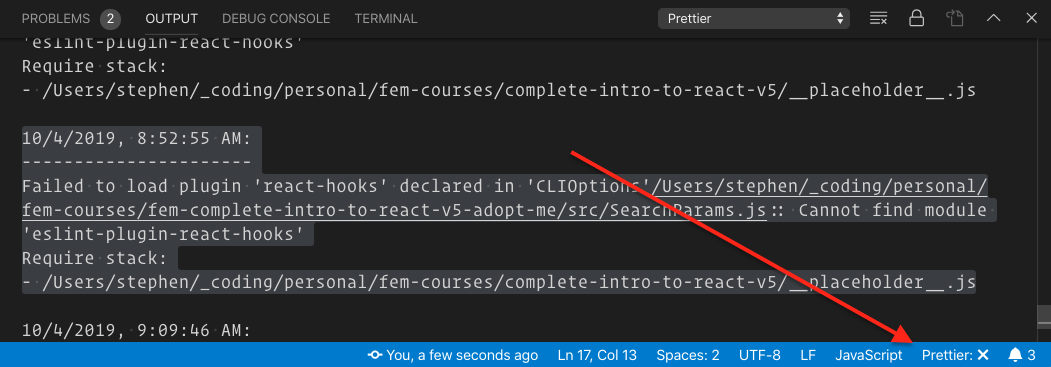 PROBLEMS 2 OUTPUT DEBUG CONSOLE TERMINAL Prettier
'eslint-plugin-react-hooks'
Require stack:
- /Users/stephen/_coding/personal/fem-courses/complete-intro-to-react-v5/__placeholder__.js
10/4/2019, 8:52:55 AM:
----------------------
Failed to load plugin 'react-hooks' declared in 'CLIOptions'/Users/stephen/_coding/personal/
fem-courses/fem-complete-intro-to-react-v5-adopt-me/src/SearchParams.js:: Cannot find module
'eslint-plugin-react-hooks'
Require stack:
- /Users/stephen/_coding/personal/fem-courses/complete-intro-to-react-v5/__placeholder__.js
10/4/2019, 9:09:46 AM:
You, a few seconds ago Ln 17, Col 13 Spaces: 2 UTF-8 LF JavaScript Prettier: ✕ 3